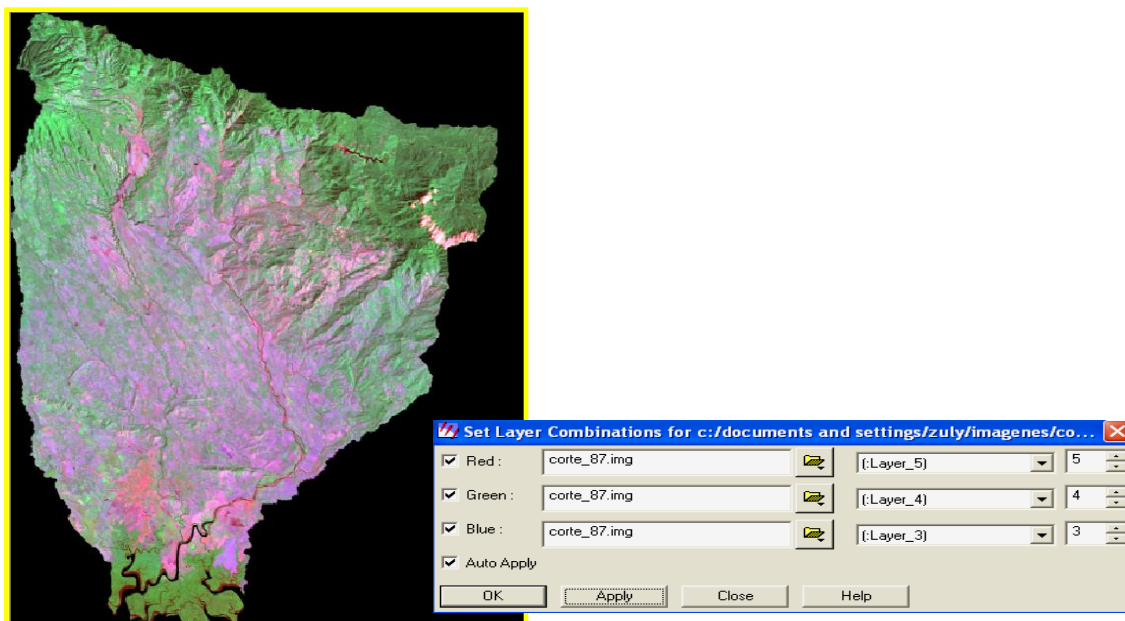 Set Layer Combinations for c:/documents and settings/zuly/imagenes/co...
Red : corte_87.img (:Layer_5) 5
Green : corte_87.img (:Layer_4) 4
Blue : corte_87.img (:Layer_3) 3
Auto Apply
OK Apply Close Help